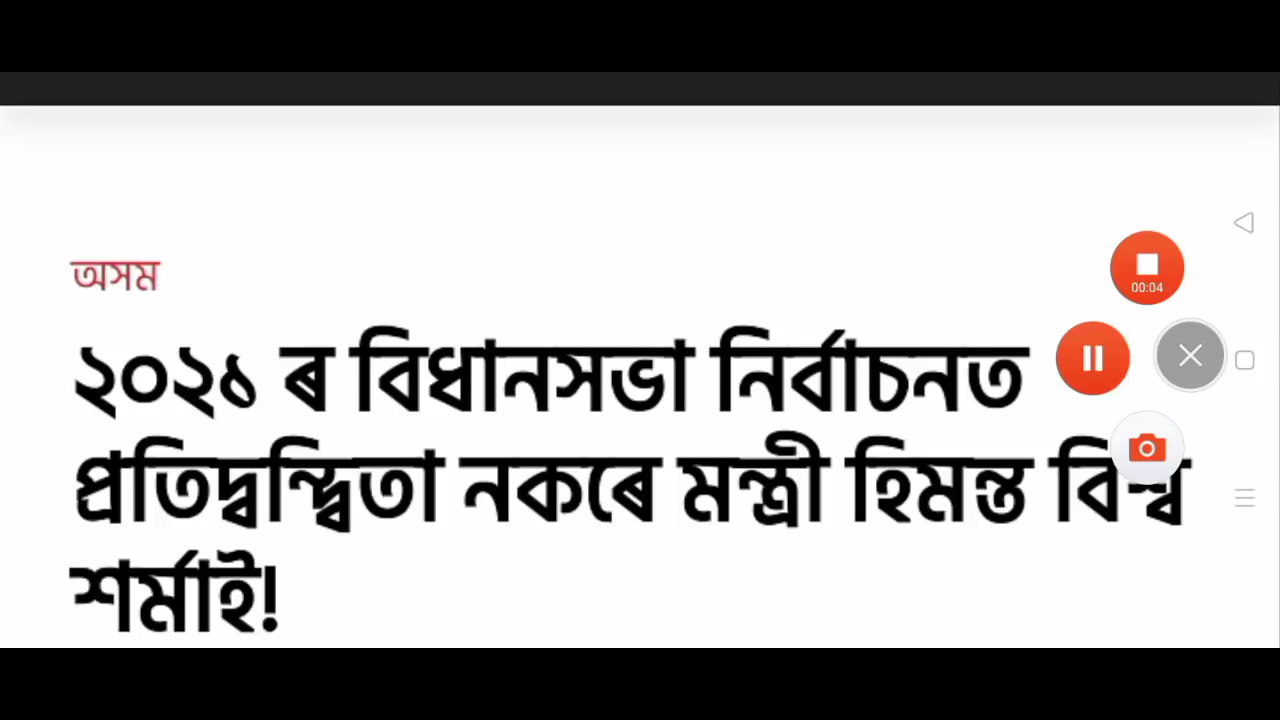 অসম
২০২১ ৰ বিধানসভা নিৰ্বাচনত
প্ৰতিদ্বন্দ্বিতা নকৰে মন্ত্ৰী হিমন্ত বিশ্ব
শৰ্মাই!
00:04